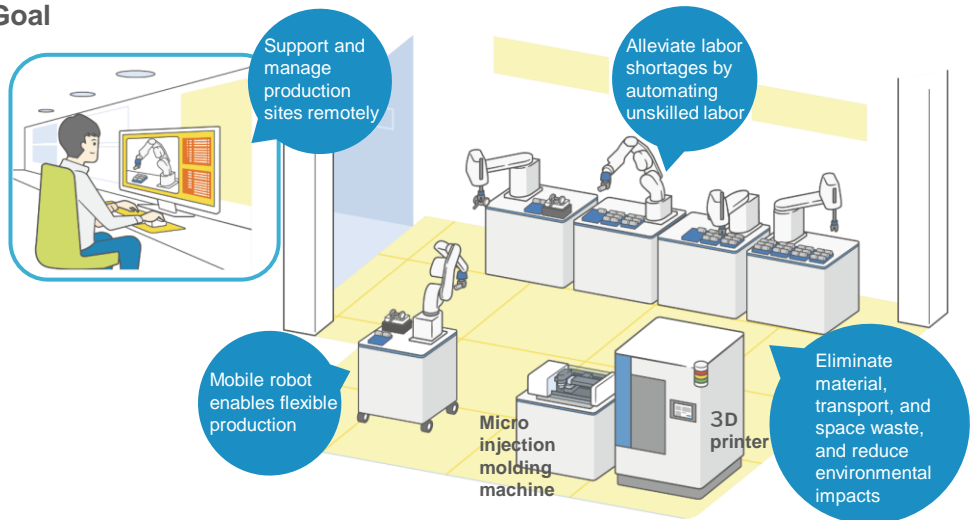 Goal
Support and
manage
production
sites remotely
Alleviate labor
shortages by
automating
unskilled labor
Mobile robot
enables flexible
production
Micro
injection
molding
machine
3D
printer
Eliminate
material,
transport, and
space waste,
and reduce
environmental
impacts